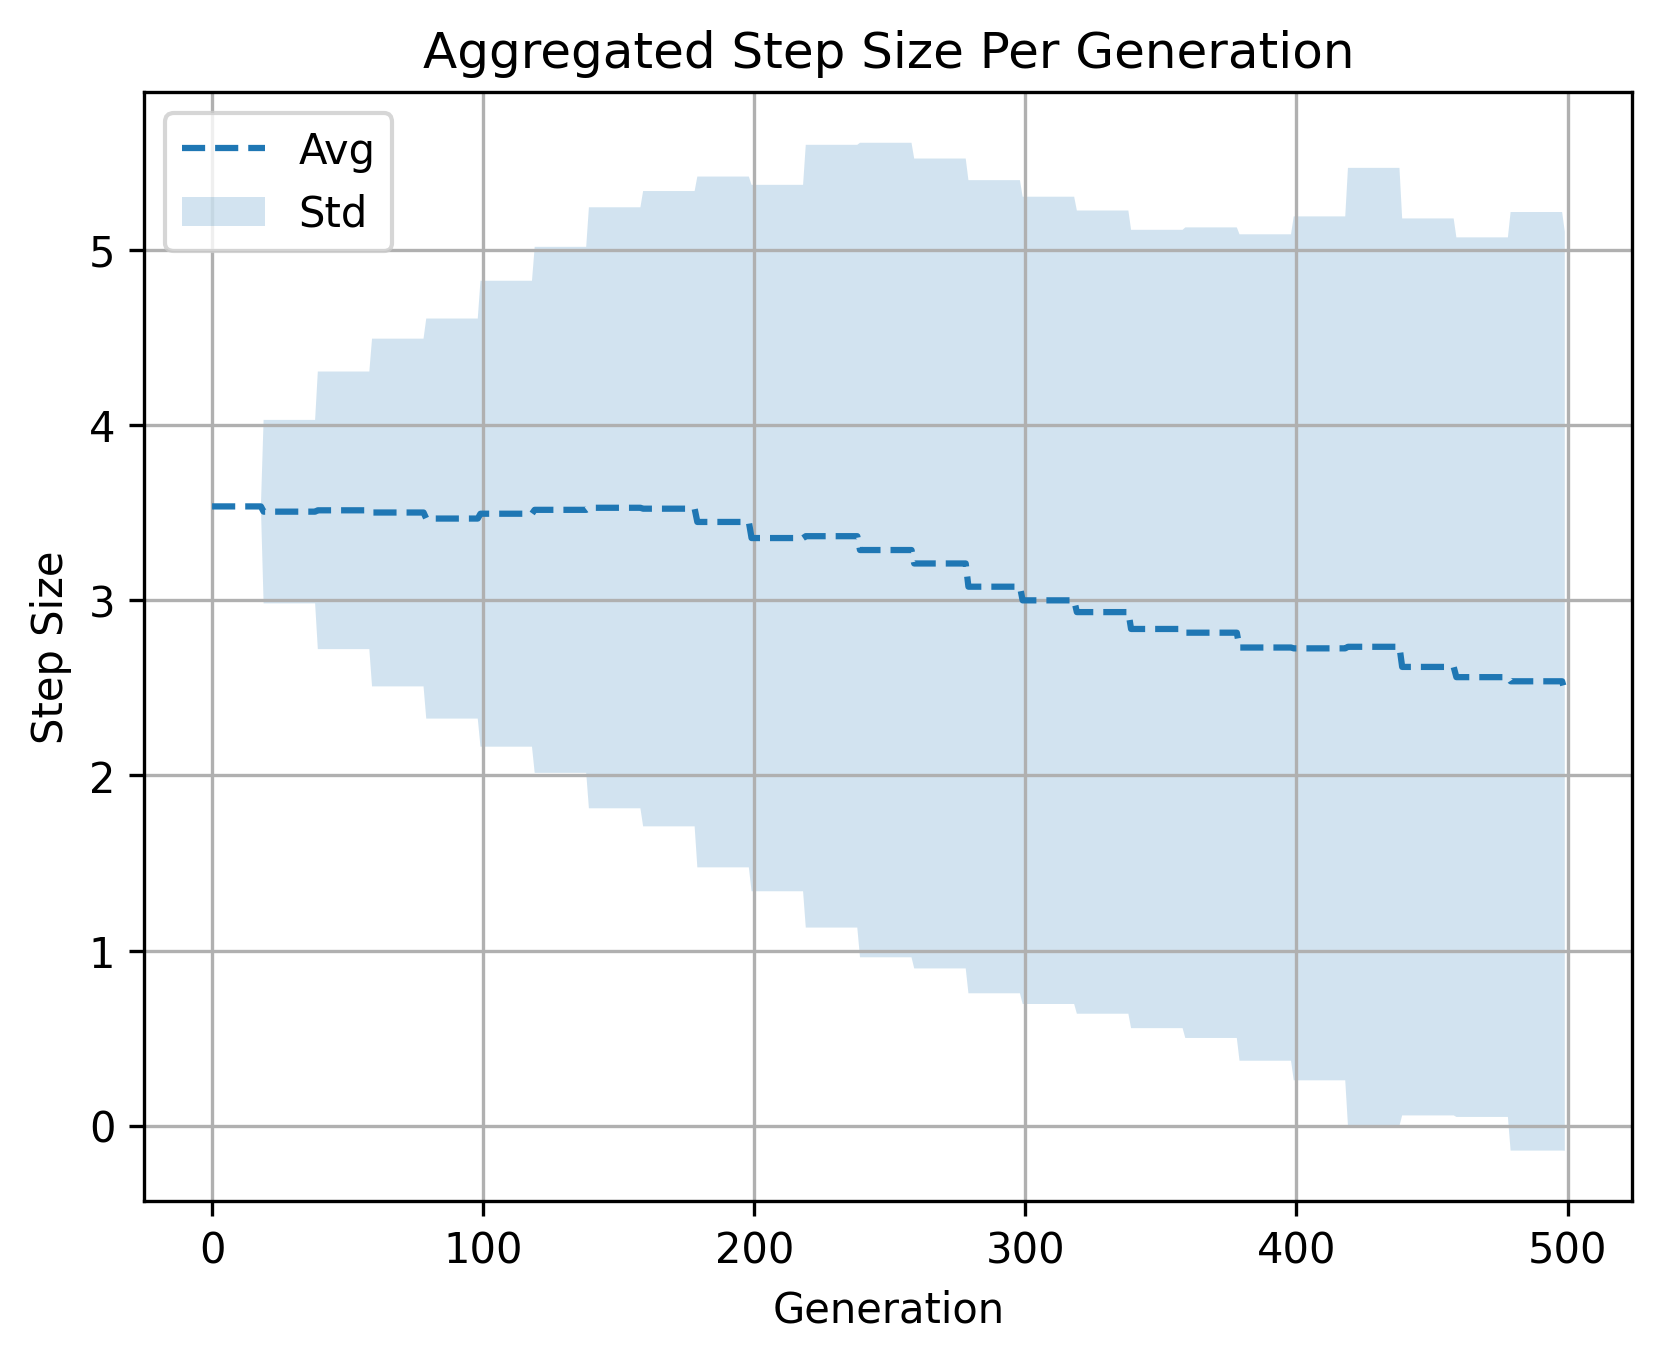 Aggregated Step Size Per Generation
Avg
Std
5
4
3
2
1
0
Step Size
0 100 200 300 400 500
Generation